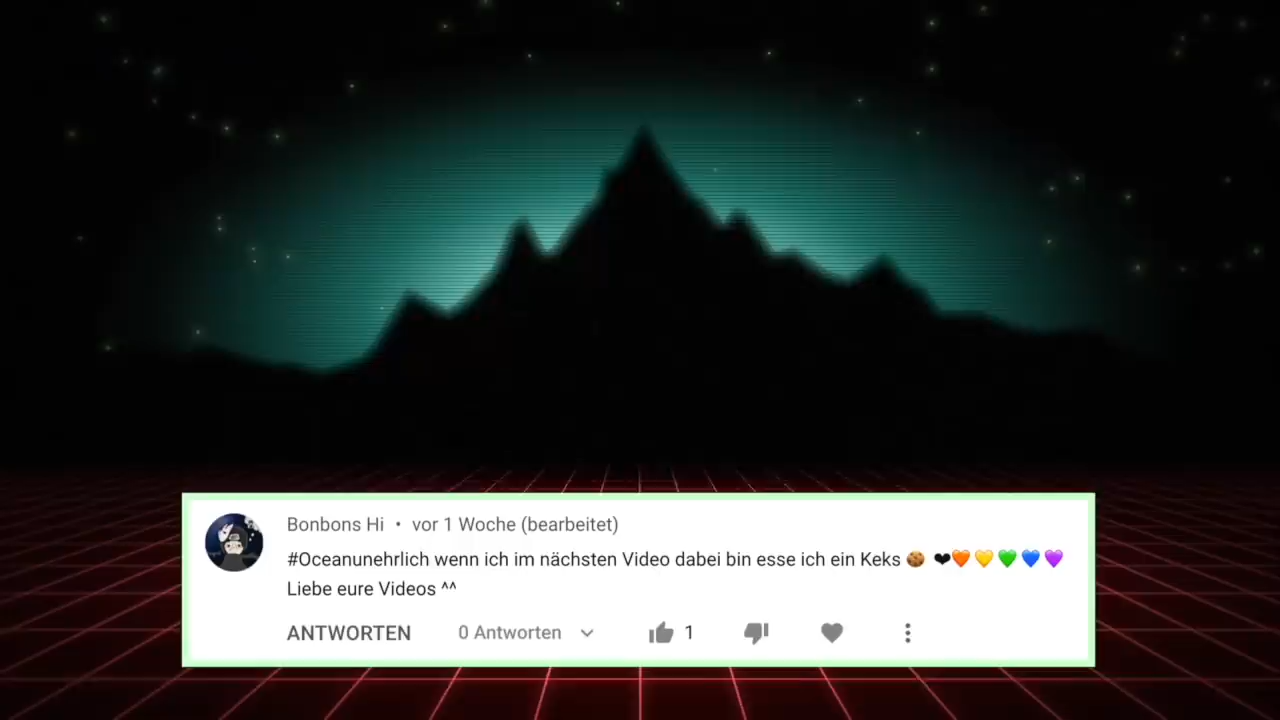 Bonbons Hi • vor 1 Woche (bearbeitet)
#Oceanunehrlich wenn ich im nächsten Video dabei bin esse ich ein Keks 🍪 ❤🧡💛💚💙💜
Liebe eure Videos ^^
ANTWORTEN 0 Antworten 1